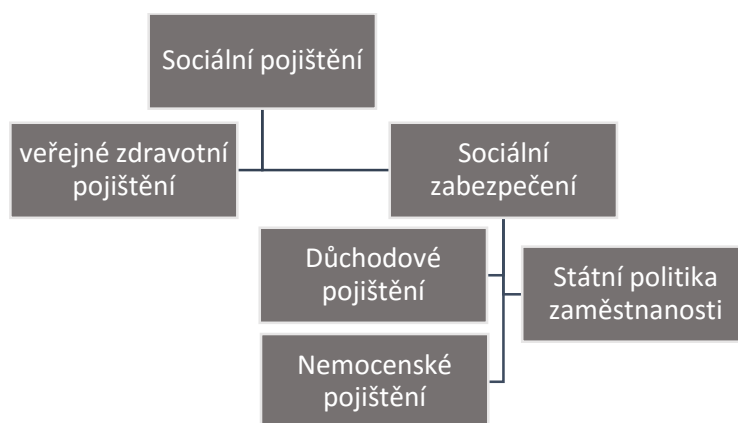 Sociální pojištění
veřejné zdravotní
pojištění
Sociální
zabezpečení
Důchodové
pojištění
Státní politika
zaměstnanosti
Nemocenské
pojištění